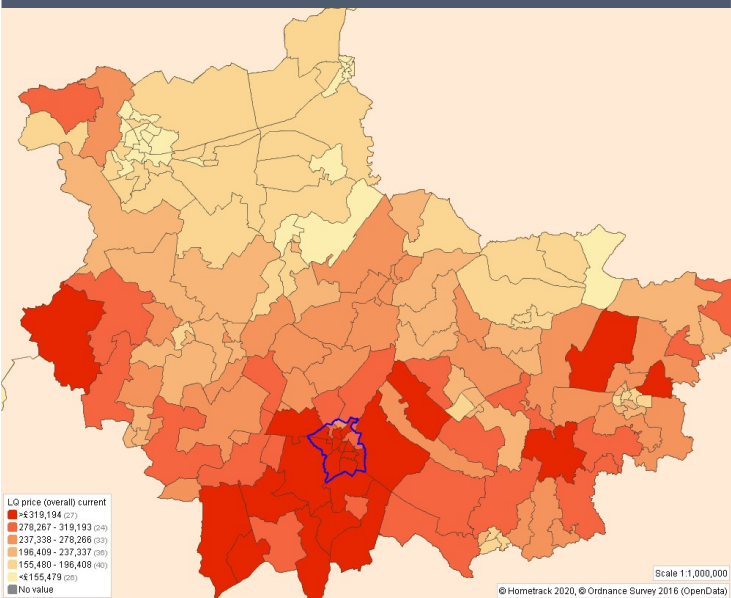 LQ price (overall) current
>£319,194 (27)
278,267 - 319,193 (24)
237,338 - 278,266 (33)
196,409 - 237,337 (36)
155,480 - 196,408 (40)
<£155,479 (26)
No value
Scale 1:1,000,000
© Hometrack 2020, © Ordnance Survey 2016 (OpenData)